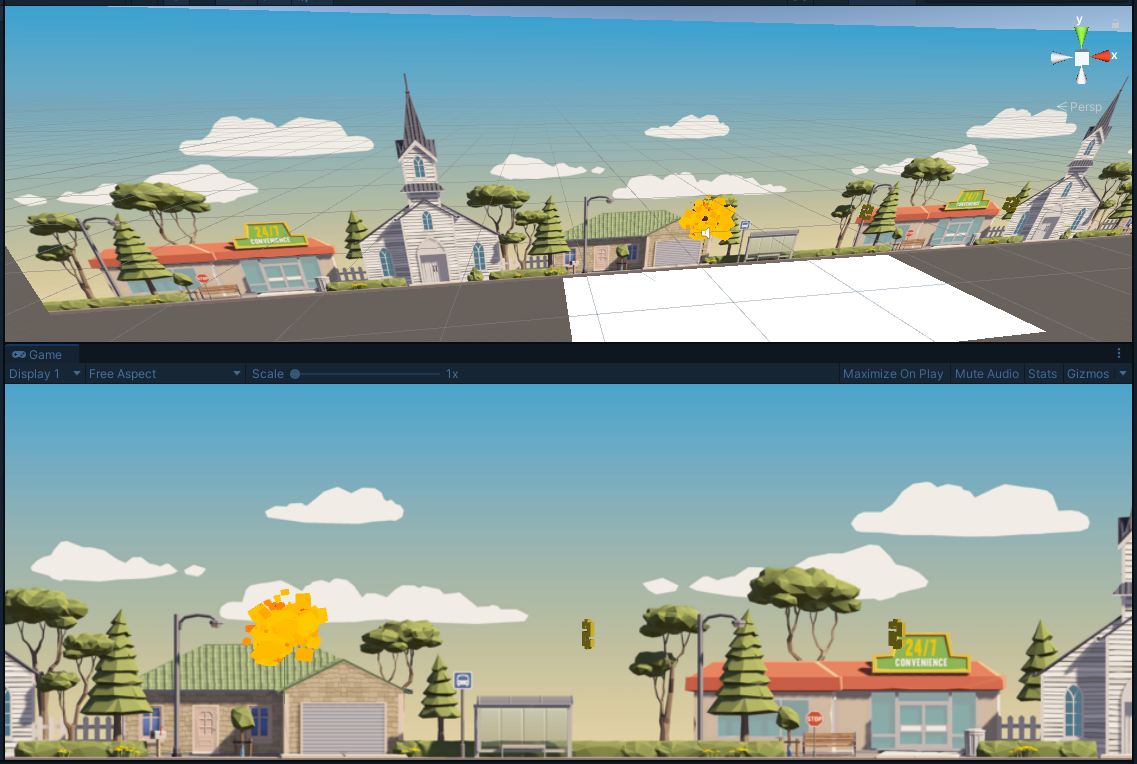 y
x
Persp
24/7
CONVENIENCE
24/7
CONVENIENCE
Game
Display 1
Free Aspect
Scale
1x
Maximize On Play
Mute Audio
Stats
Gizmos
24/7
CONVENIENCE
STOP